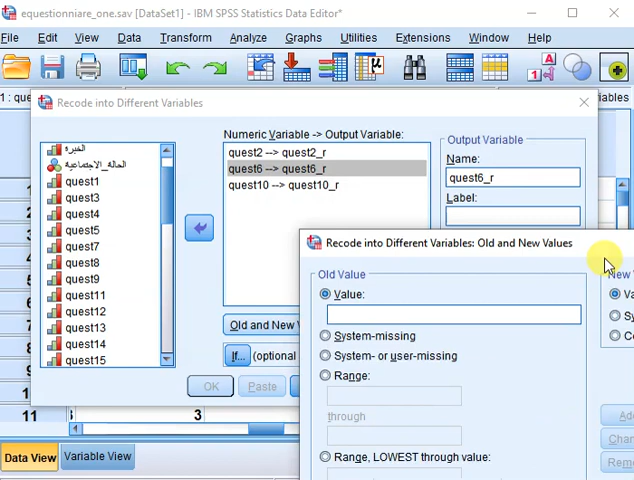 equestionniare_one.sav [DataSet1] - IBM SPSS Statistics Data Editor*
File Edit View Data Transform Analyze Graphs Utilities Extensions Window Help
Recode into Different Variables
Numeric Variable -> Output Variable:
Output Variable
الخبرة
الحالة_الاجتماعية
quest1
quest3
quest4
quest5
quest7
quest8
quest9
quest11
quest12
quest13
quest14
quest15
quest2 --> quest2_r
quest6 --> quest6_r
quest10 --> quest10_r
Name:
quest6_r
Label:
Recode into Different Variables: Old and New Values
Old Value
Value:
System-missing
System- or user-missing
Range:
through
Range, LOWEST through value:
Old and New
If... (optional
OK Paste
11 3
Data View Variable View